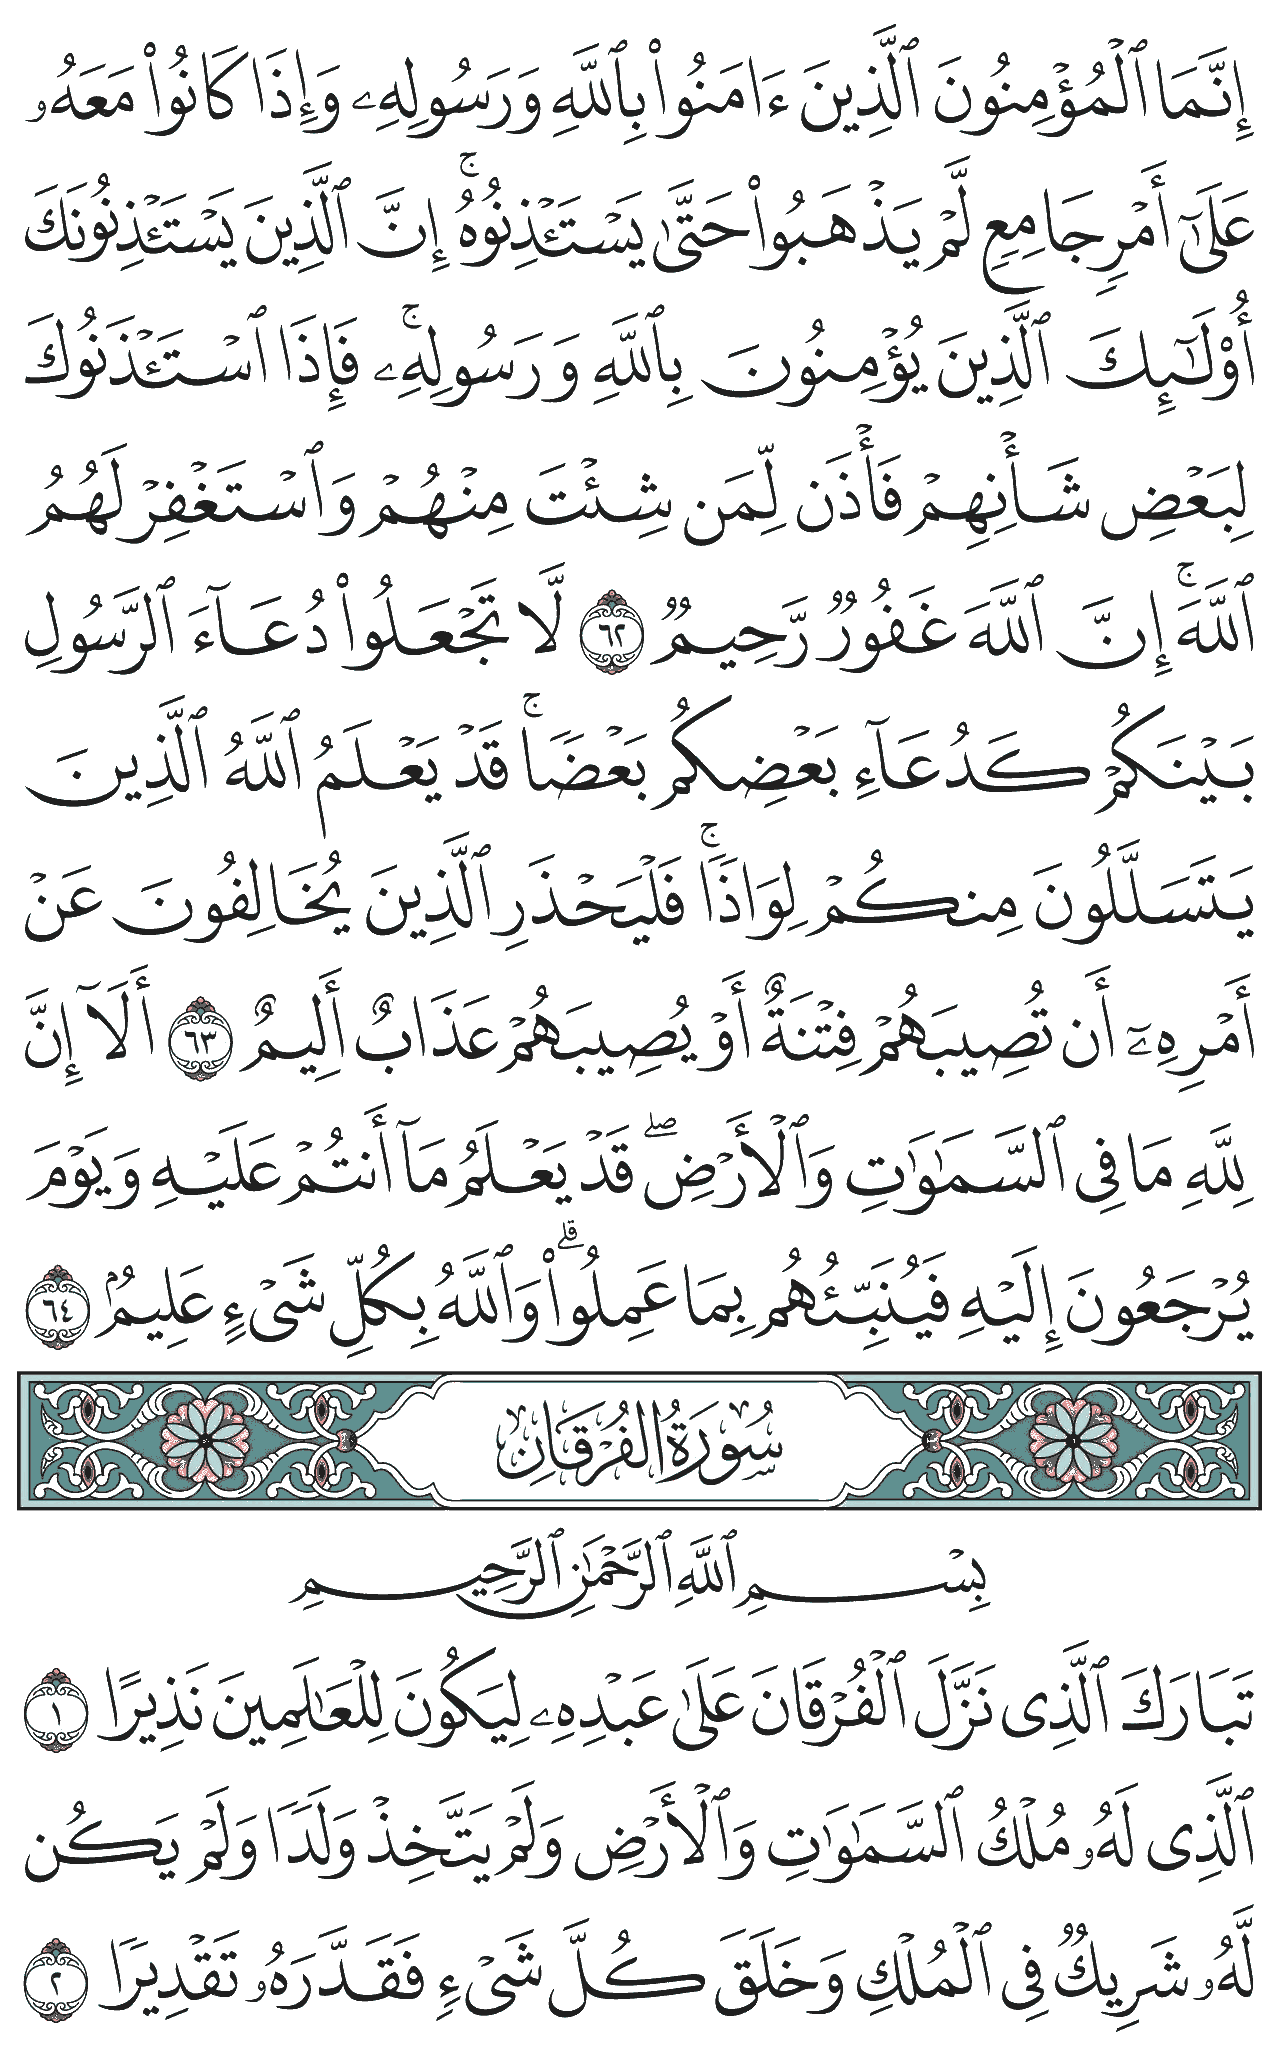 إِنَّمَا ٱلْمُؤْمِنُونَ ٱلَّذِينَ ءَامَنُوا۟ بِٱللَّهِ وَرَسُولِهِۦ وَإِذَا كَانُوا۟ مَعَهُۥ
عَلَىٰٓ أَمْرٍ جَامِعٍ لَّمْ يَذْهَبُوا۟ حَتَّىٰ يَسْتَـْٔذِنُوهُ ۚ إِنَّ ٱلَّذِينَ يَسْتَـْٔذِنُونَكَ
أُو۟لَـٰٓئِكَ ٱلَّذِينَ يُؤْمِنُونَ بِٱللَّهِ وَرَسُولِهِۦ ۚ فَإِذَا ٱسْتَـْٔذَنُوكَ
لِبَعْضِ شَأْنِهِمْ فَأْذَن لِّمَن شِئْتَ مِنْهُمْ وَٱسْتَغْفِرْ لَهُمُ
ٱللَّهَ ۚ إِنَّ ٱللَّهَ غَفُورٌ رَّحِيمٌ ٦٢ لَّا تَجْعَلُوا۟ دُعَآءَ ٱلرَّسُولِ
بَيْنَكُمْ كَدُعَآءِ بَعْضِكُم بَعْضًا ۚ قَدْ يَعْلَمُ ٱللَّهُ ٱلَّذِينَ
يَتَسَلَّلُونَ مِنكُمْ لِوَاذًا ۚ فَلْيَحْذَرِ ٱلَّذِينَ يُخَالِفُونَ عَنْ
أَمْرِهِۦٓ أَن تُصِيبَهُمْ فِتْنَةٌ أَوْ يُصِيبَهُمْ عَذَابٌ أَلِيمٌ ٦٣ أَلَآ إِنَّ
لِلَّهِ مَا فِى ٱلسَّمَـٰوَٰتِ وَٱلْأَرْضِ ۖ قَدْ يَعْلَمُ مَآ أَنتُمْ عَلَيْهِ وَيَوْمَ
يُرْجَعُونَ إِلَيْهِ فَيُنَبِّئُهُم بِمَا عَمِلُوا۟ ۗ وَٱللَّهُ بِكُلِّ شَىْءٍ عَلِيمٌۢ ٦٤
سُورَةُ الفُرْقَانِ
بِسْمِ ٱللَّهِ ٱلرَّحْمَـٰنِ ٱلرَّحِيمِ
تَبَارَكَ ٱلَّذِى نَزَّلَ ٱلْفُرْقَانَ عَلَىٰ عَبْدِهِۦ لِيَكُونَ لِلْعَـٰلَمِينَ نَذِيرًا ١
ٱلَّذِى لَهُۥ مُلْكُ ٱلسَّمَـٰوَٰتِ وَٱلْأَرْضِ وَلَمْ يَتَّخِذْ وَلَدًا وَلَمْ يَكُن
لَّهُۥ شَرِيكٌ فِى ٱلْمُلْكِ وَخَلَقَ كُلَّ شَىْءٍ فَقَدَّرَهُۥ تَقْدِيرًا ٢